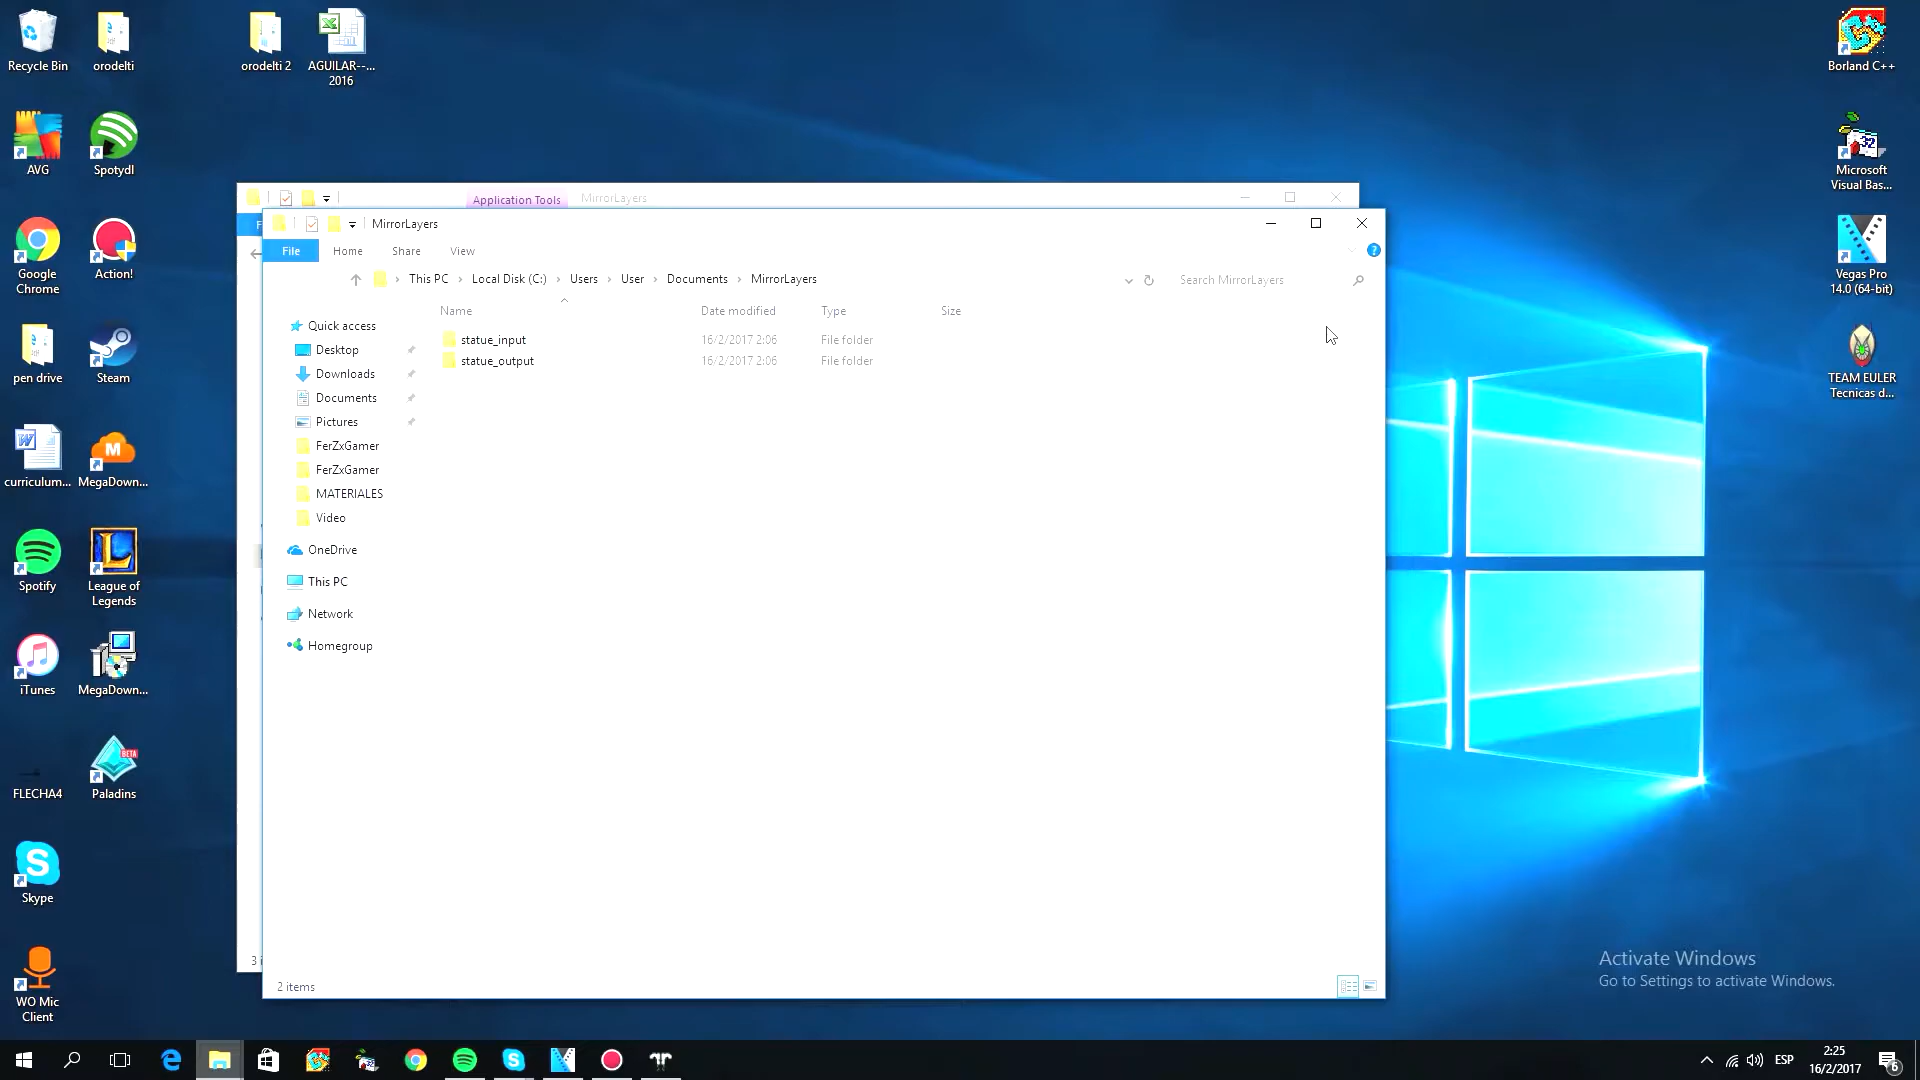 Recycle Bin
orodelti
orodelti 2
AGUILAR--...
2016
Borland C++
AVG
Spotydl
Microsoft
Visual Bas...
Google
Chrome
Action!
Vegas Pro
14.0 (64-bit)
pen drive
Steam
TEAM EULER
Tecnicas d...
curriculum...
MegaDown...
Spotify
League of
Legends
iTunes
MegaDown...
FLECHA4
BETA
Paladins
Skype
WO Mic
Client
Application Tools
MirrorLayers
MirrorLayers
File
Home
Share
View
This PC
Local Disk (C:)
Users
User
Documents
MirrorLayers
Search MirrorLayers
Name
Date modified
Type
Size
statue_input
16/2/2017 2:06
File folder
statue_output
16/2/2017 2:06
File folder
Quick access
Desktop
Downloads
Documents
Pictures
FerZxGamer
FerZxGamer
MATERIALES
Video
OneDrive
This PC
Network
Homegroup
2 items
Activate Windows
Go to Settings to activate Windows.
ESP
2:25
16/2/2017
6